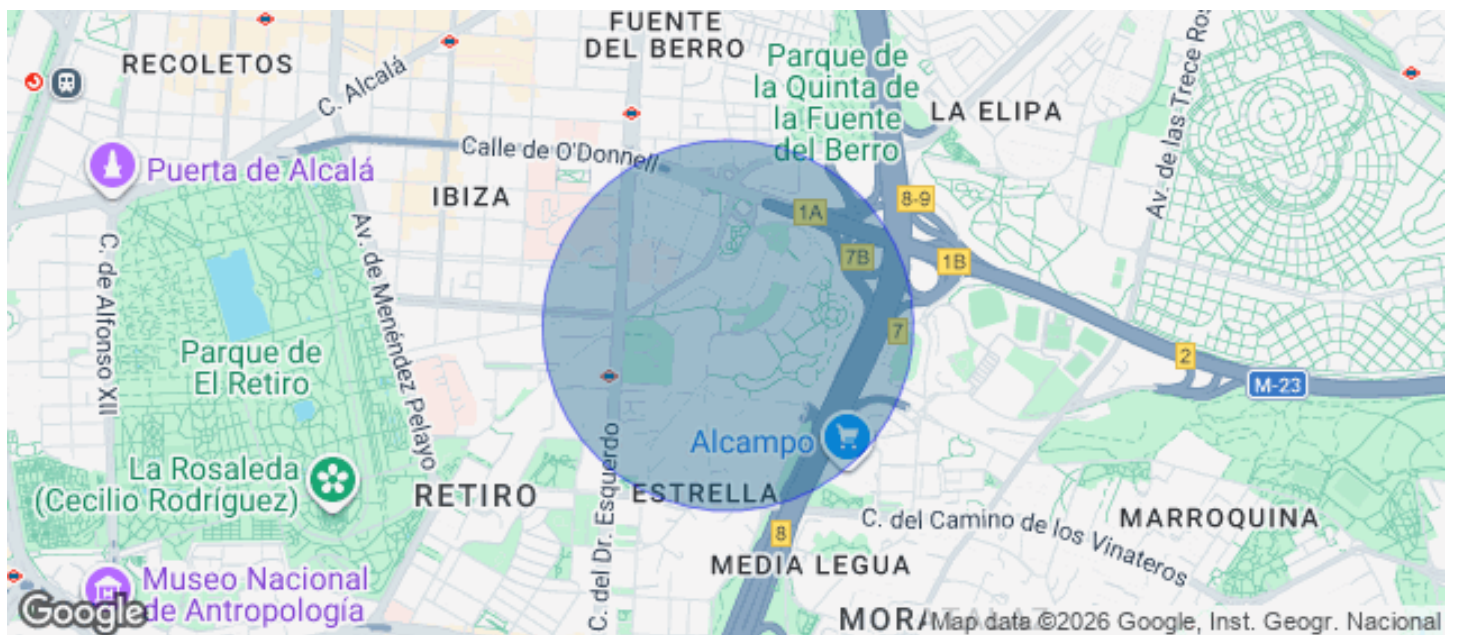 FUENTE
DEL BERRO
RECOLETOS
Parque de
la Quinta de
la Fuente
del Berro
C. Alcalá
LA ELIPA
Av. de las Trece Ros
Calle de O'Donnell
Puerta de Alcalá
IBIZA
8-9
1A
7B
1B
C. de Alfonso XII
Av. de Menéndez Pelayo
7
Parque de
El Retiro
2
M-23
Alcampo
La Rosaleda
(Cecilio Rodríguez)
RETIRO
ESTRELLA
C. del Dr. Esquerdo
8
C. del Camino de los Vinateros
MARROQUINA
MEDIA LEGUA
Museo Nacional
de Antropología
Google
Map data ©2026 Google, Inst. Geogr. Nacional